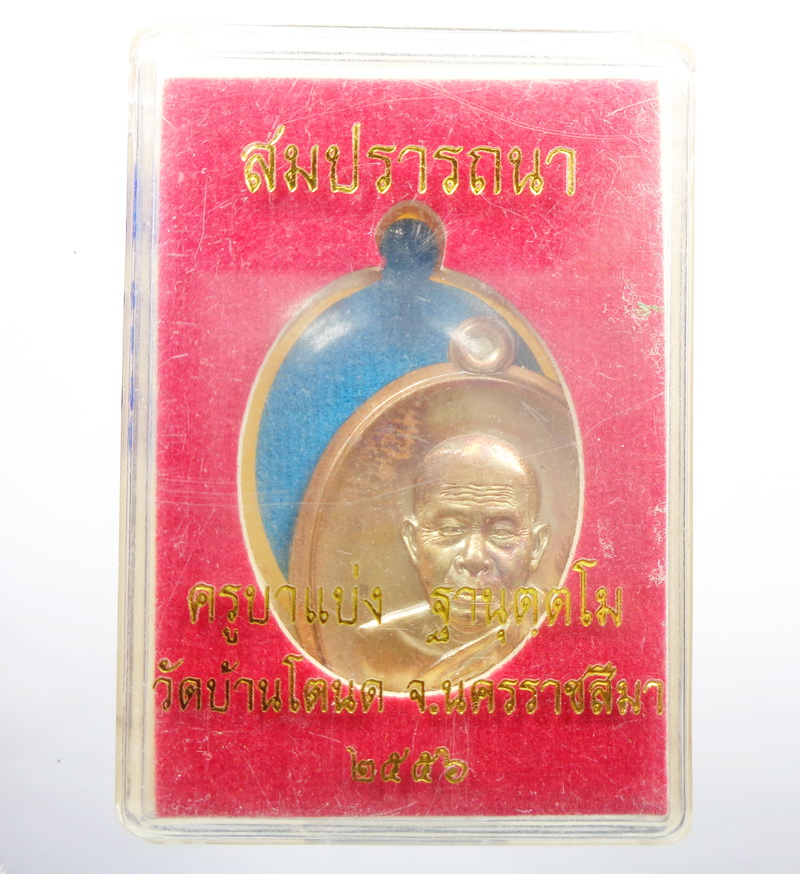 สมปรารถนา
ครูบาแบ่ง ฐานุตฺตโม
วัดบ้านโตนด จ.นครราชสีมา
๒๕๕๖